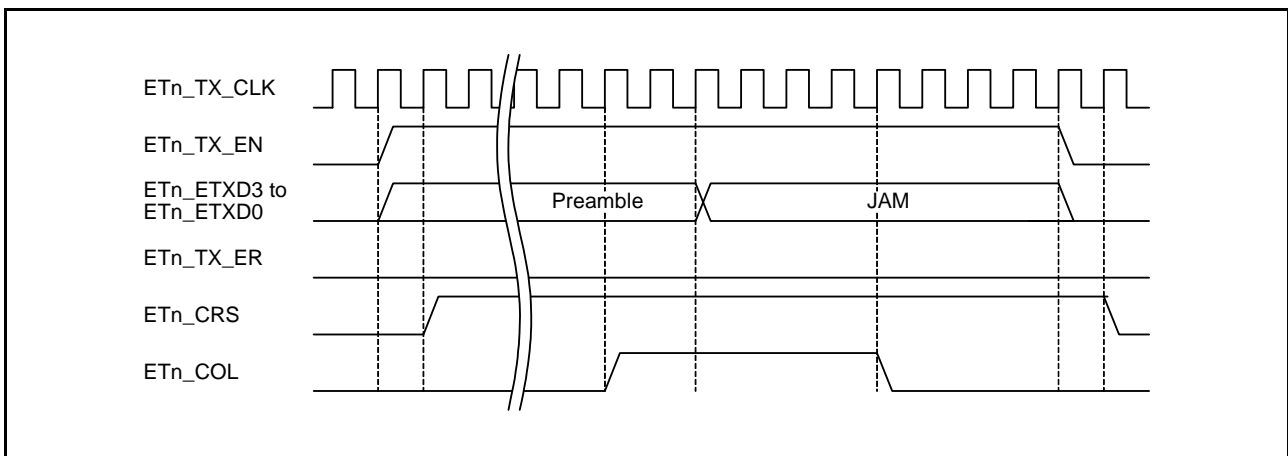 ETn_TX_CLK
ETn_TX_EN
ETn_ETXD3 to
ETn_ETXD0
Preamble
JAM
ETn_TX_ER
ETn_CRS
ETn_COL